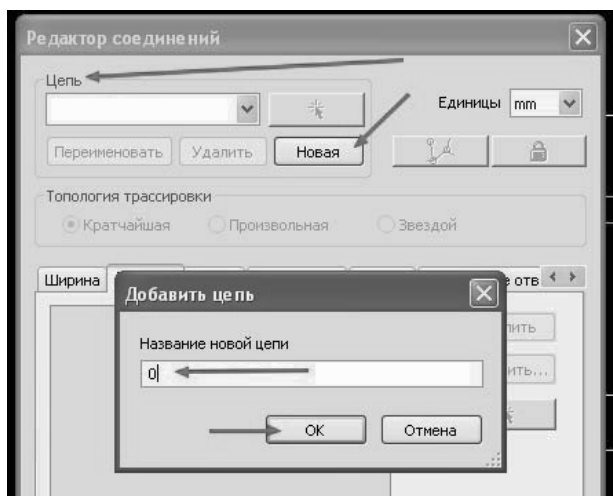 Редактор соединений
Цепь
Единицы mm
Переименовать Удалить Новая
Топология трассировки
Кратчайшая Произвольная Звездой
Ширина отв
Добавить цепь
Название новой цепи
0
OK Отмена